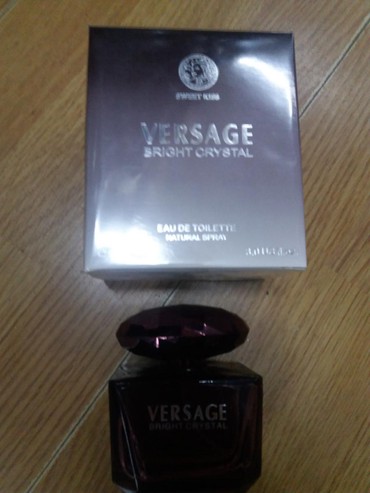 SWEET KISS
VERSAGE
BRIGHT CRYSTAL
EAU DE TOILETTE
NATURAL SPRAY
VERSAGE
BRIGHT CRYSTAL